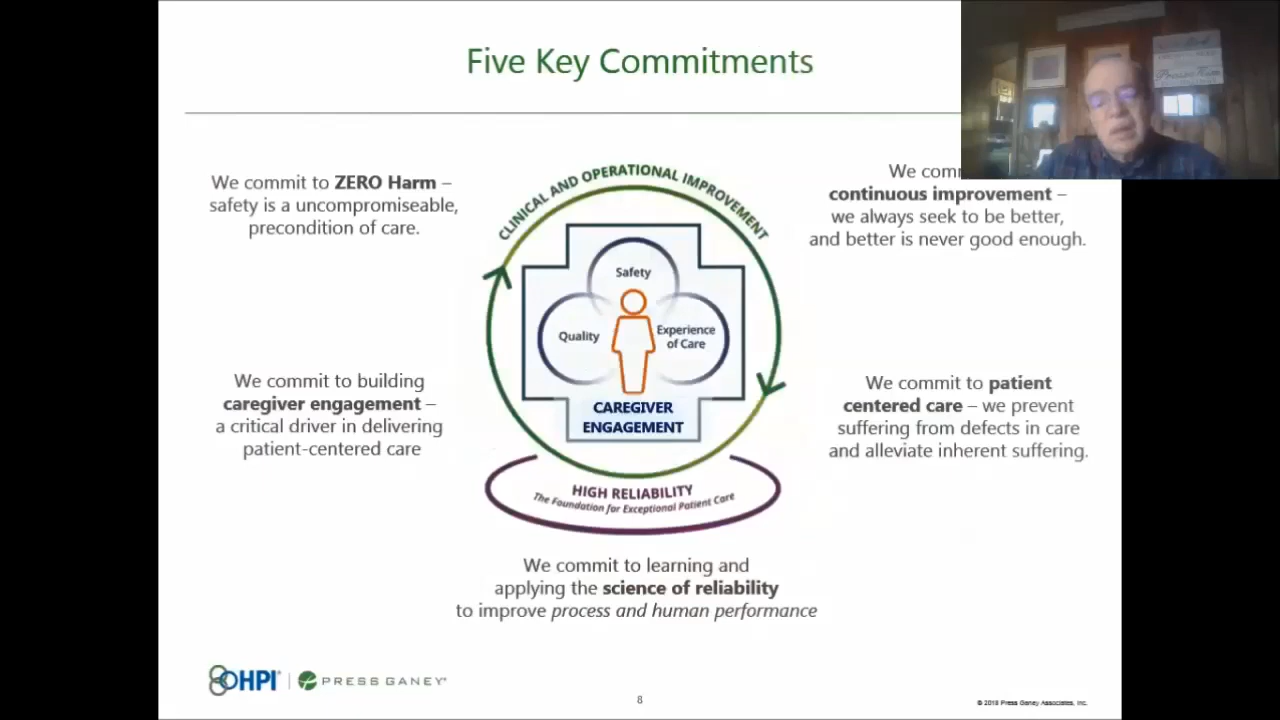 Five Key Commitments
We commit to ZERO Harm –
safety is a uncompromiseable,
precondition of care.
We com
continuous improvement –
we always seek to be better,
and better is never good enough.
CLINICAL AND OPERATIONAL IMPROVEMENT
Safety
Quality
Experience
of Care
CAREGIVER
ENGAGEMENT
We commit to building
caregiver engagement –
a critical driver in delivering
patient-centered care
We commit to patient
centered care – we prevent
suffering from defects in care
and alleviate inherent suffering.
HIGH RELIABILITY
The Foundation for Exceptional Patient Care
We commit to learning and
applying the science of reliability
to improve process and human performance
HPI
PRESS GANEY
8
© 2019 Press Ganey Associates, Inc.